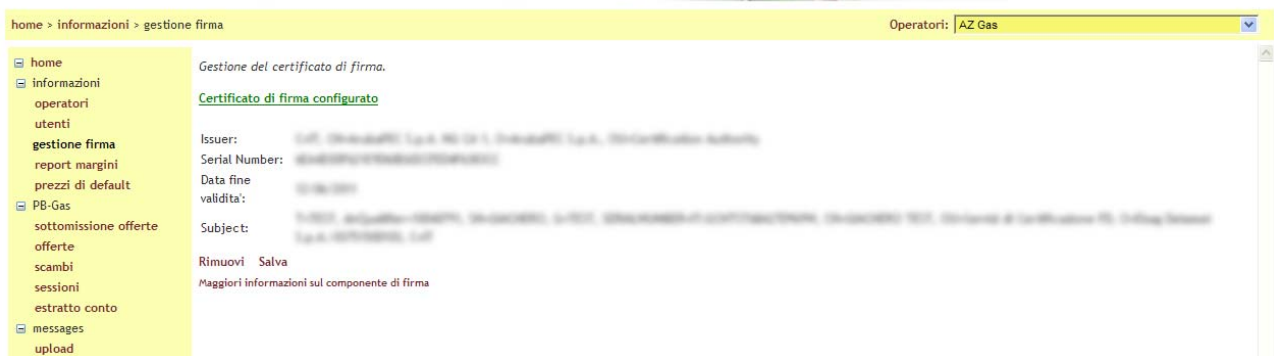 home > informazioni > gestione firma
Operatori: AZ Gas
home
informazioni
operatori
utenti
gestione firma
report margini
prezzi di default
PB-Gas
sottomissione offerte
offerte
scambi
sessioni
estratto conto
messages
upload
Gestione del certificato di firma.
Certificato di firma configurato
Issuer:
Serial Number:
Data fine
validita':
Subject:
Rimuovi Salva
Maggiori informazioni sul componente di firma